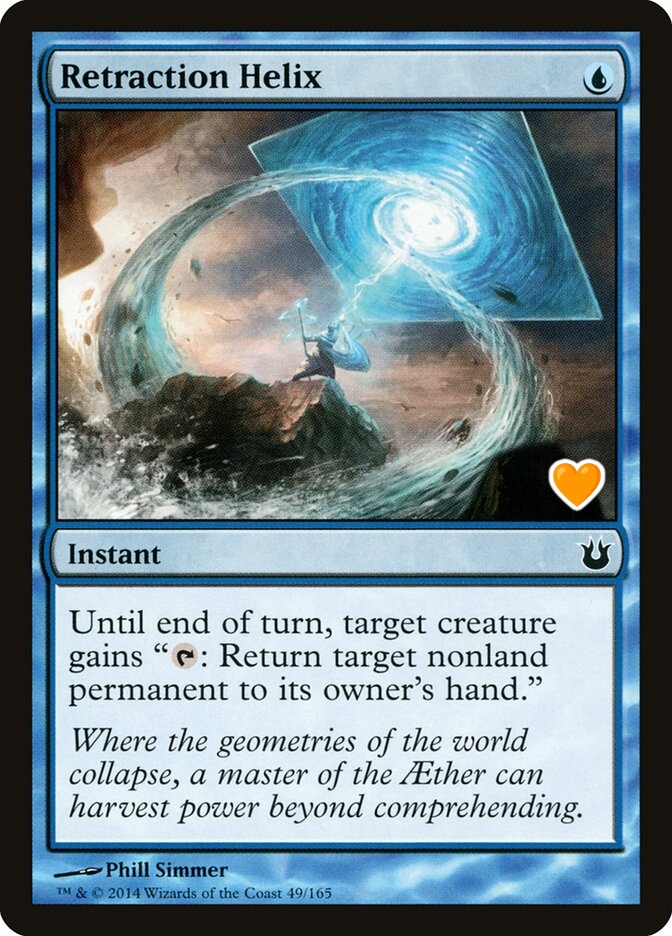 Retraction Helix
Instant
Until end of turn, target creature
gains “: Return target nonland
permanent to its owner’s hand.”
Where the geometries of the world
collapse, a master of the Æther can
harvest power beyond comprehending.
Phill Simmer
™ & © 2014 Wizards of the Coast 49/165